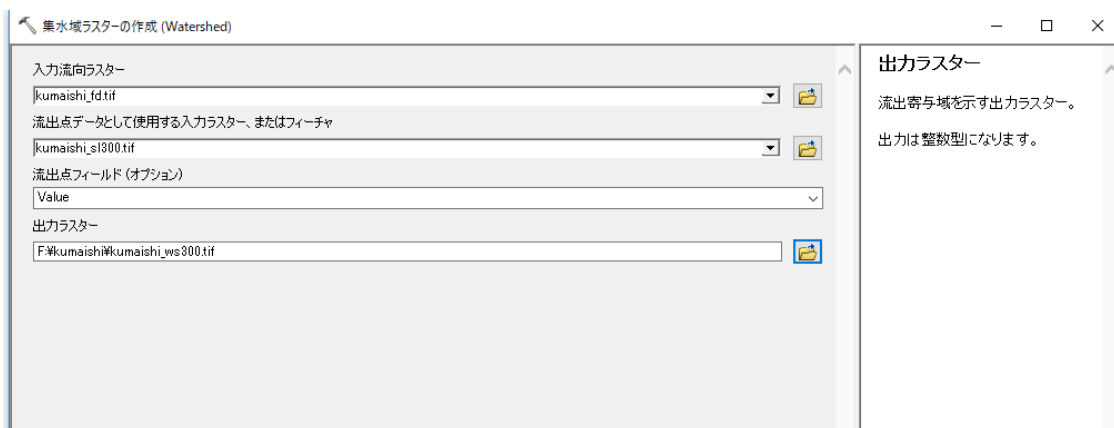 集水域ラスターの作成 (Watershed)
入力流向ラスター
kumaishi_fd.tif
流出点データとして使用する入力ラスター、またはフィーチャ
kumaishi_sl300.tif
流出点フィールド (オプション)
Value
出力ラスター
F:¥kumaishi¥kumaishi_ws300.tif
出力ラスター
流出寄与域を示す出力ラスター。
出力は整数型になります。